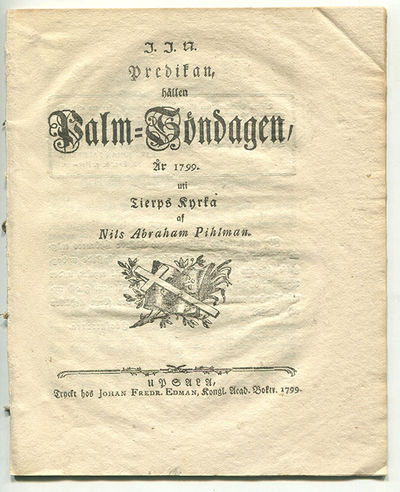 J. J. N.
Predikan,
hållen
Palm=Söndagen,
År 1799.
uti
Tierps Kyrka
af
Nils Abraham Pihlman.
UPSALA,
Tryckt hos JOHAN FREDR. EDMAN, Kongl. Acad. Boktr. 1799.